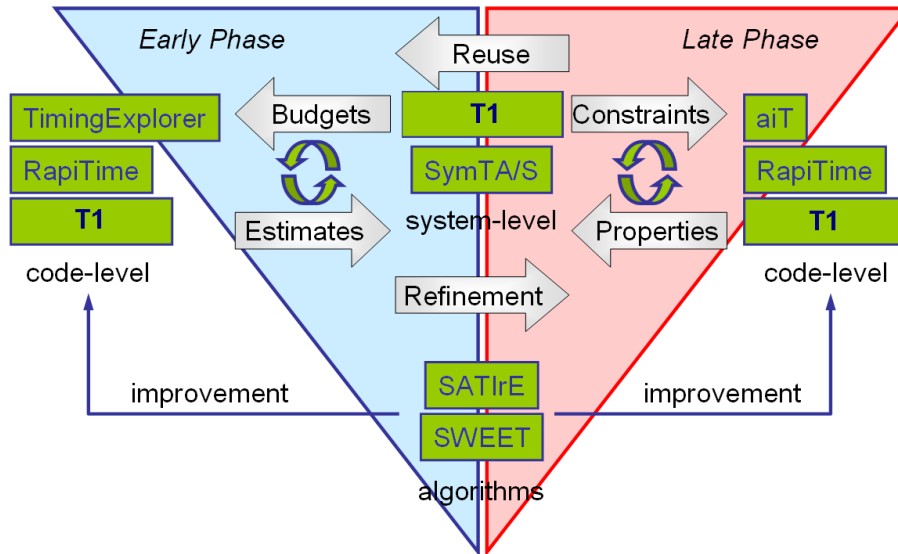 Early Phase
Late Phase
Reuse
TimingExplorer
Budgets
T1
Constraints
aiT
RapiTime
SymTA/S
RapiTime
T1
Estimates
system-level
Properties
T1
code-level
Refinement
code-level
improvement
SATIrE
improvement
SWEET
algorithms